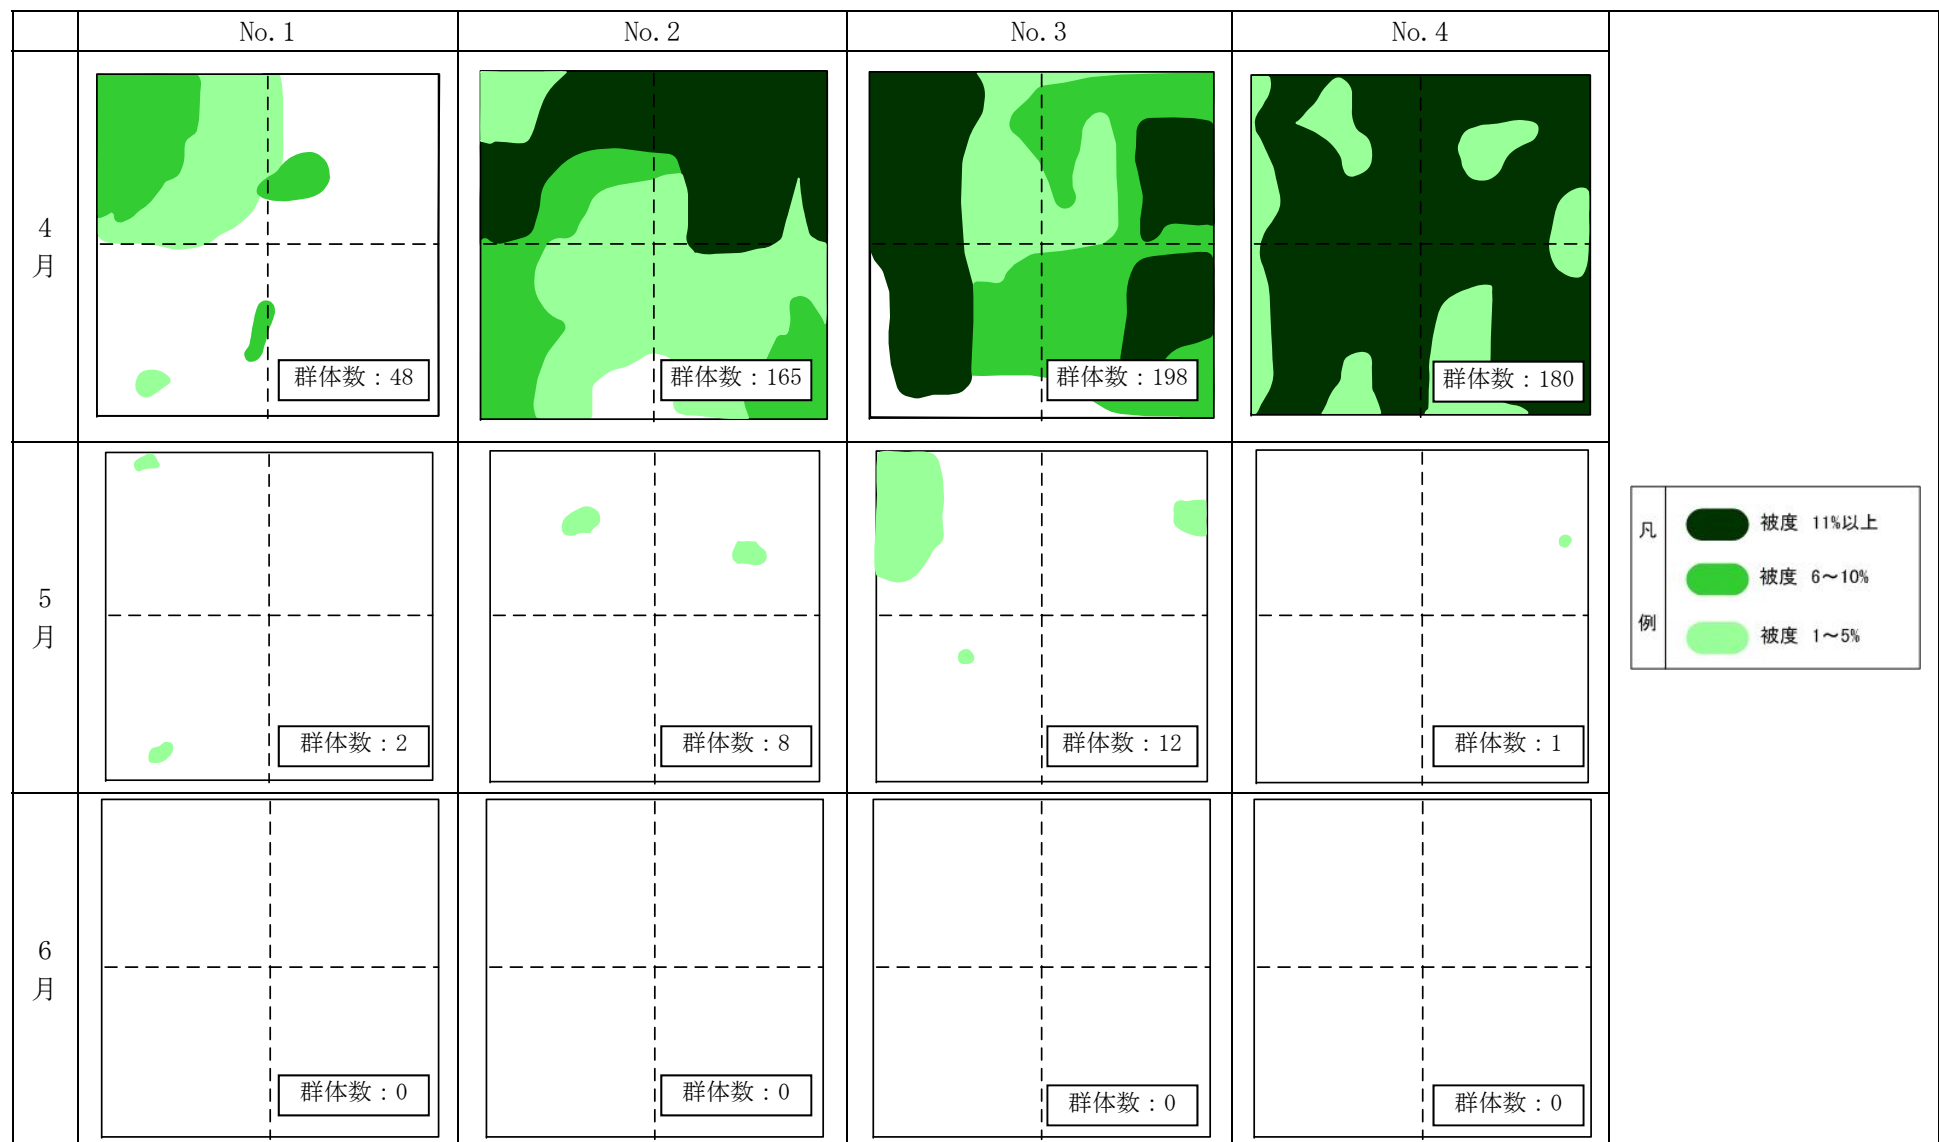 No.1 No.2 No.3 No.4
4月
群体数：48 群体数：165 群体数：198 群体数：180
5月
群体数：2 群体数：8 群体数：12 群体数：1
6月
群体数：0 群体数：0 群体数：0 群体数：0
凡例
被度 11%以上
被度 6～10%
被度 1～5%